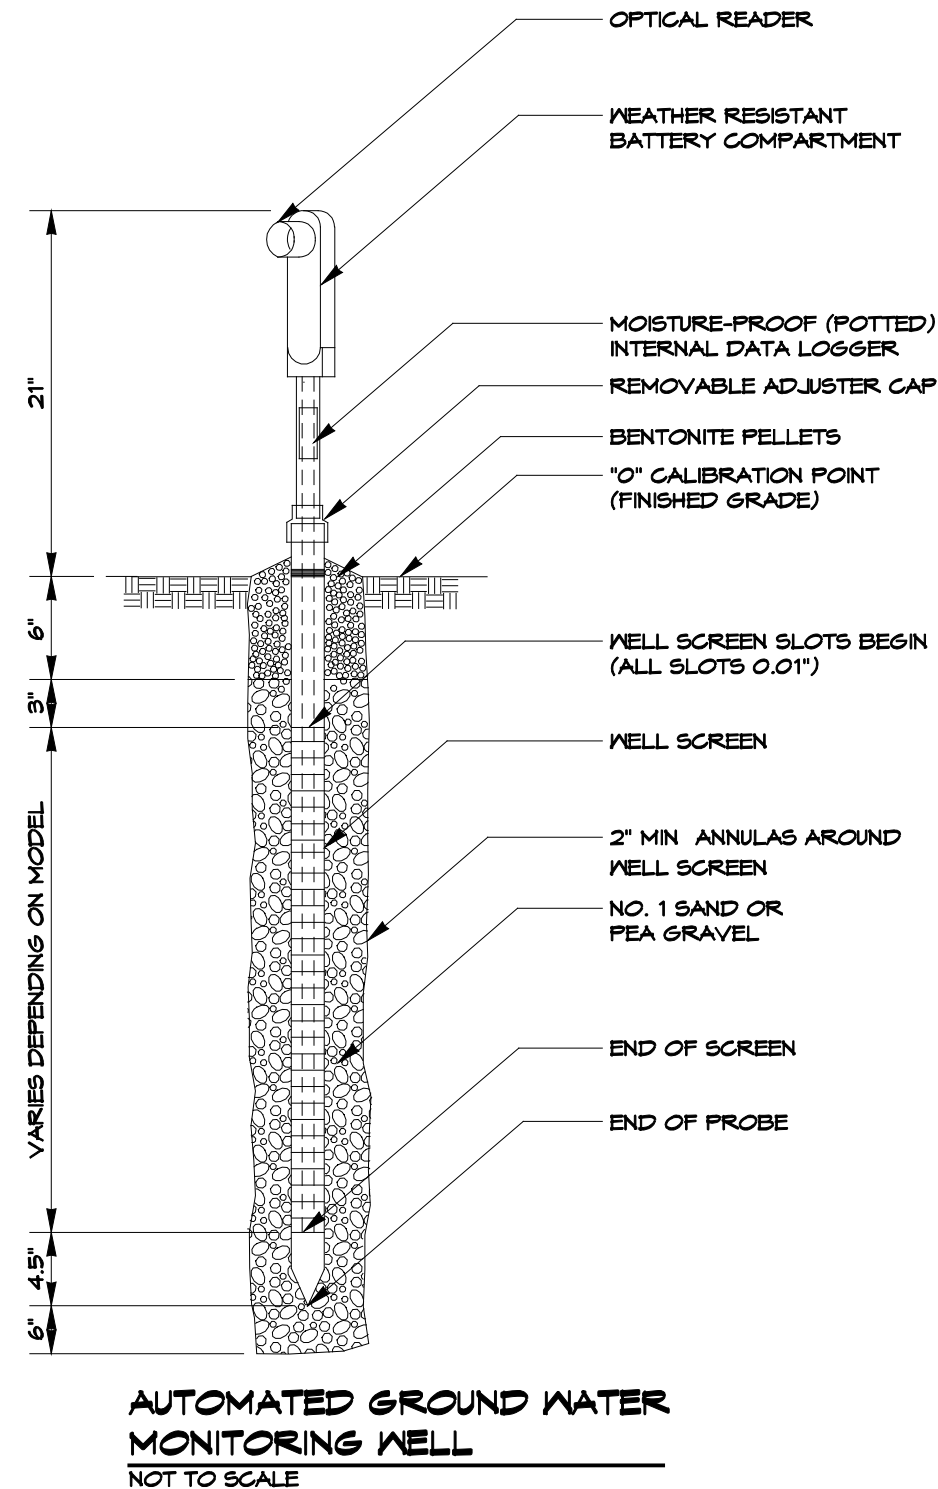 OPTICAL READER
WEATHER RESISTANT
BATTERY COMPARTMENT
MOISTURE-PROOF (POTTED)
INTERNAL DATA LOGGER
REMOVABLE ADJUSTER CAP
BENTONITE PELLETS
"0" CALIBRATION POINT
(FINISHED GRADE)
21"
6"
3"
WELL SCREEN SLOTS BEGIN
(ALL SLOTS 0.01")
WELL SCREEN
VARIES DEPENDING ON MODEL
2" MIN ANNULAS AROUND
WELL SCREEN
NO. 1 SAND OR
PEA GRAVEL
END OF SCREEN
END OF PROBE
4.5"
6"
AUTOMATED GROUND WATER
MONITORING WELL
NOT TO SCALE